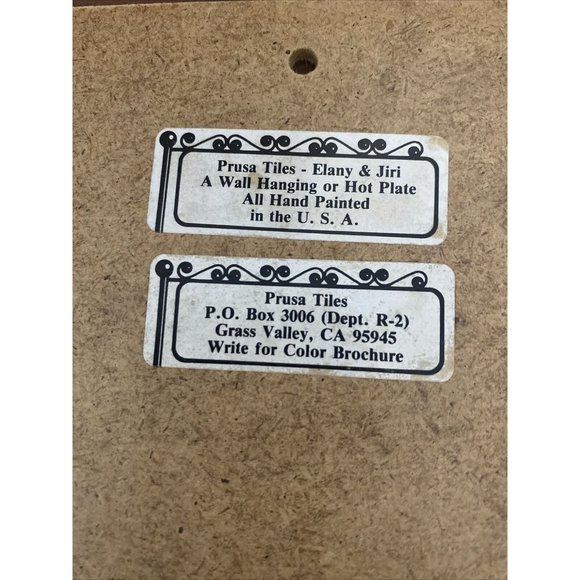 Prusa Tiles - Elany & Jiri
A Wall Hanging or Hot Plate
All Hand Painted
in the U. S. A.
Prusa Tiles
P.O. Box 3006 (Dept. R-2)
Grass Valley, CA 95945
Write for Color Brochure